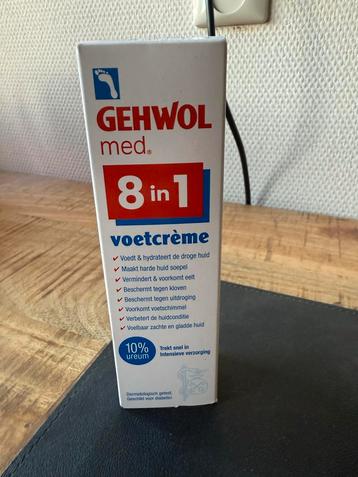 GEHWOL
med.®
8 in 1
voetcrème
✓ Voedt & hydrateert de droge huid
✓ Maakt harde huid soepel
✓ Vermindert & voorkomt eelt
✓ Beschermt tegen kloven
✓ Beschermt tegen uitdroging
✓ Voorkomt voetschimmel
✓ Verbetert de huidconditie
✓ Voelbaar zachte en gladde huid
10%
ureum
Trekt snel in
Intensieve verzorging
Dermatologisch getest.
Geschikt voor diabeten